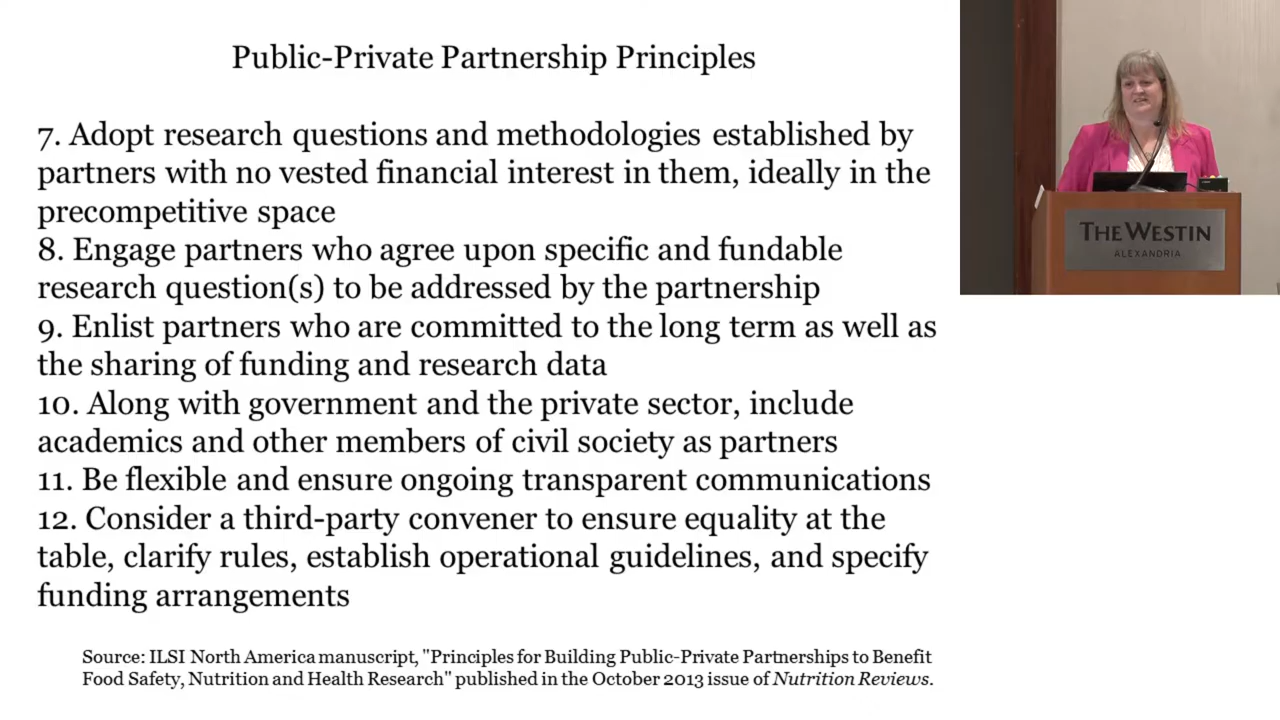 Public-Private Partnership Principles
7. Adopt research questions and methodologies established by
partners with no vested financial interest in them, ideally in the
precompetitive space
8. Engage partners who agree upon specific and fundable
research question(s) to be addressed by the partnership
9. Enlist partners who are committed to the long term as well as
the sharing of funding and research data
10. Along with government and the private sector, include
academics and other members of civil society as partners
11. Be flexible and ensure ongoing transparent communications
12. Consider a third-party convener to ensure equality at the
table, clarify rules, establish operational guidelines, and specify
funding arrangements
Source: ILSI North America manuscript, "Principles for Building Public-Private Partnerships to Benefit
Food Safety, Nutrition and Health Research" published in the October 2013 issue of Nutrition Reviews.
THE WESTIN
ALEXANDRIA